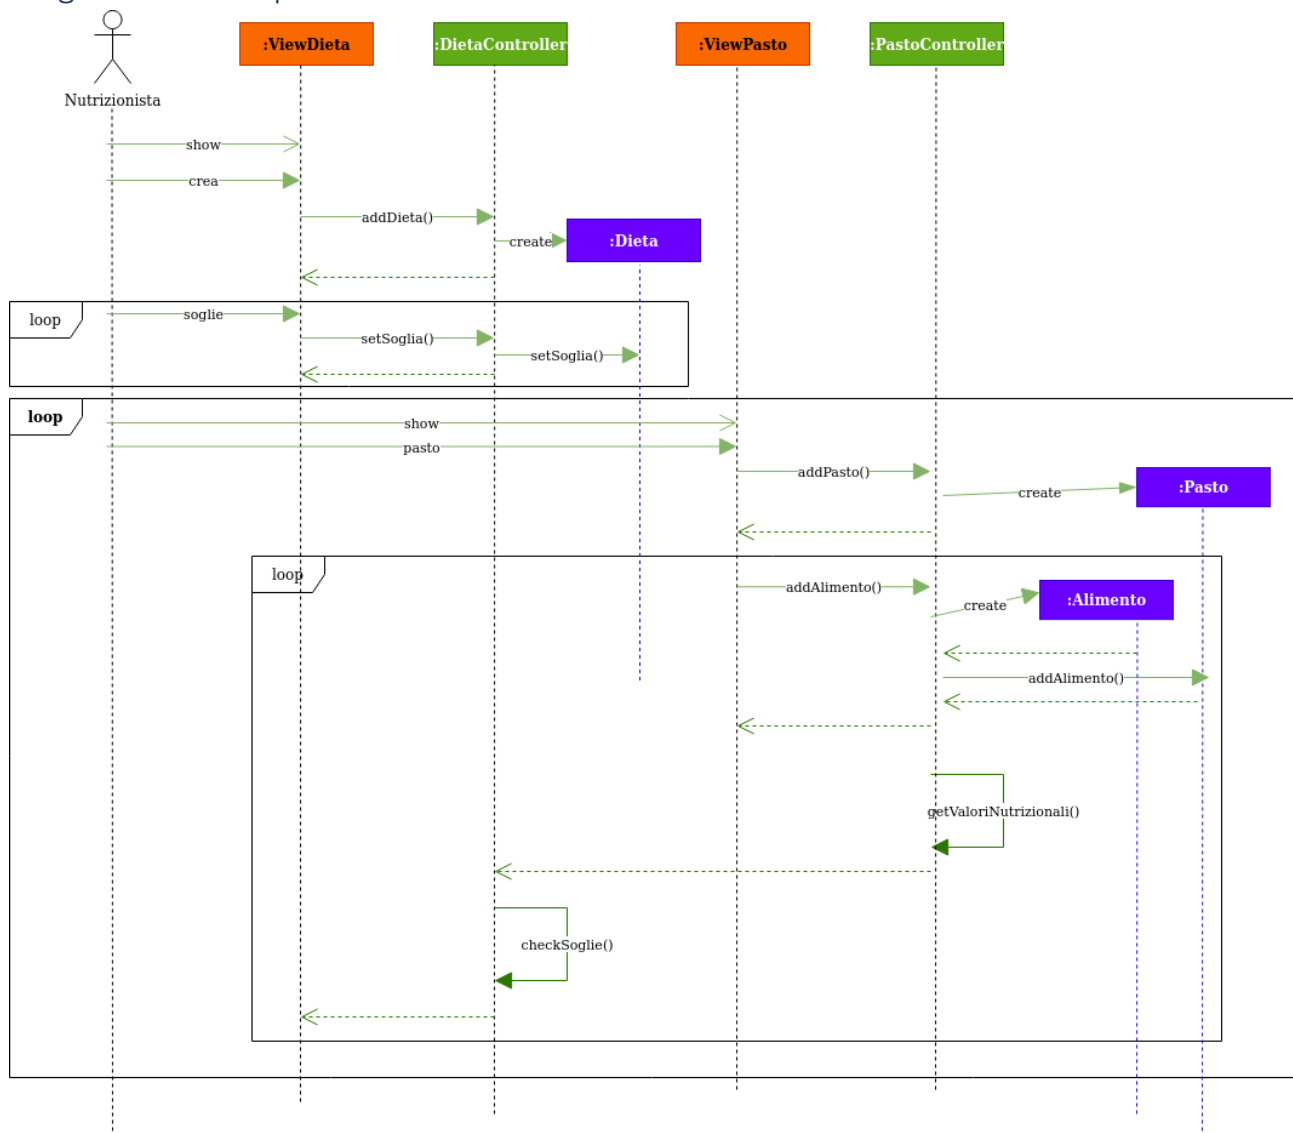 :ViewDieta
:DietaController
:ViewPasto
:PastoController
Nutrizionista
show
crea
addDieta()
create
:Dieta
loop
soglie
setSoglia()
setSoglia()
loop
show
pasto
addPasto()
create
:Pasto
loop
addAlimento()
create
:Alimento
addAlimento()
getValoriNutrizionali()
checkSoglie()